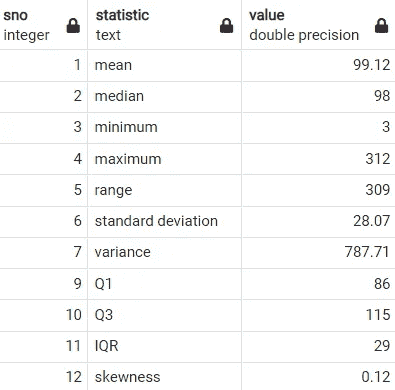 sno statistic value
integer text double precision
1 mean 99.12
2 median 98
3 minimum 3
4 maximum 312
5 range 309
6 standard deviation 28.07
7 variance 787.71
9 Q1 86
10 Q3 115
11 IQR 29
12 skewness 0.12